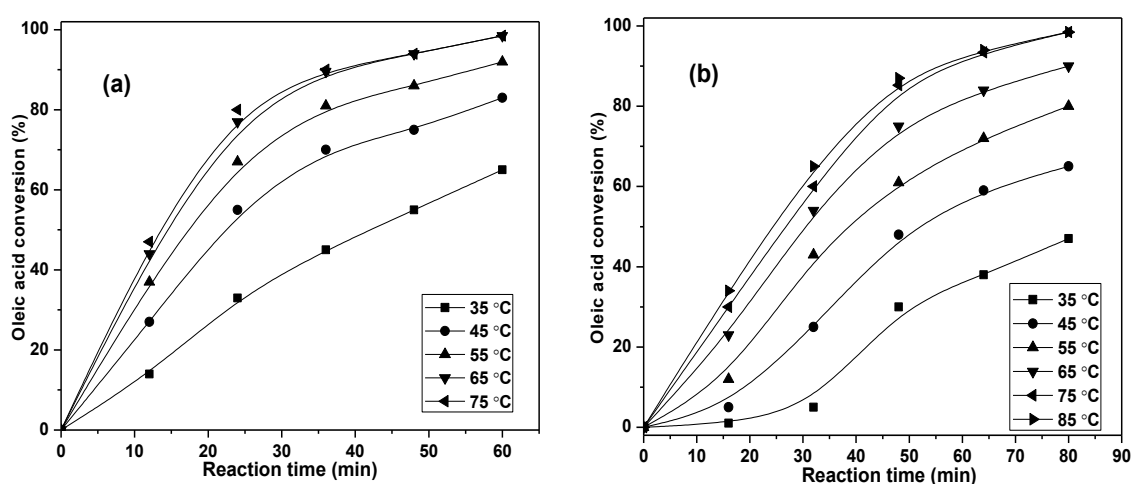 (a)
Oleic acid conversion (%)
100
80
60
40
20
0
0 10 20 30 40 50 60
Reaction time (min)
35 °C
45 °C
55 °C
65 °C
75 °C
(b)
Oleic acid conversion (%)
100
80
60
40
20
0
0 10 20 30 40 50 60 70 80 90
Reaction time (min)
35 °C
45 °C
55 °C
65 °C
75 °C
85 °C